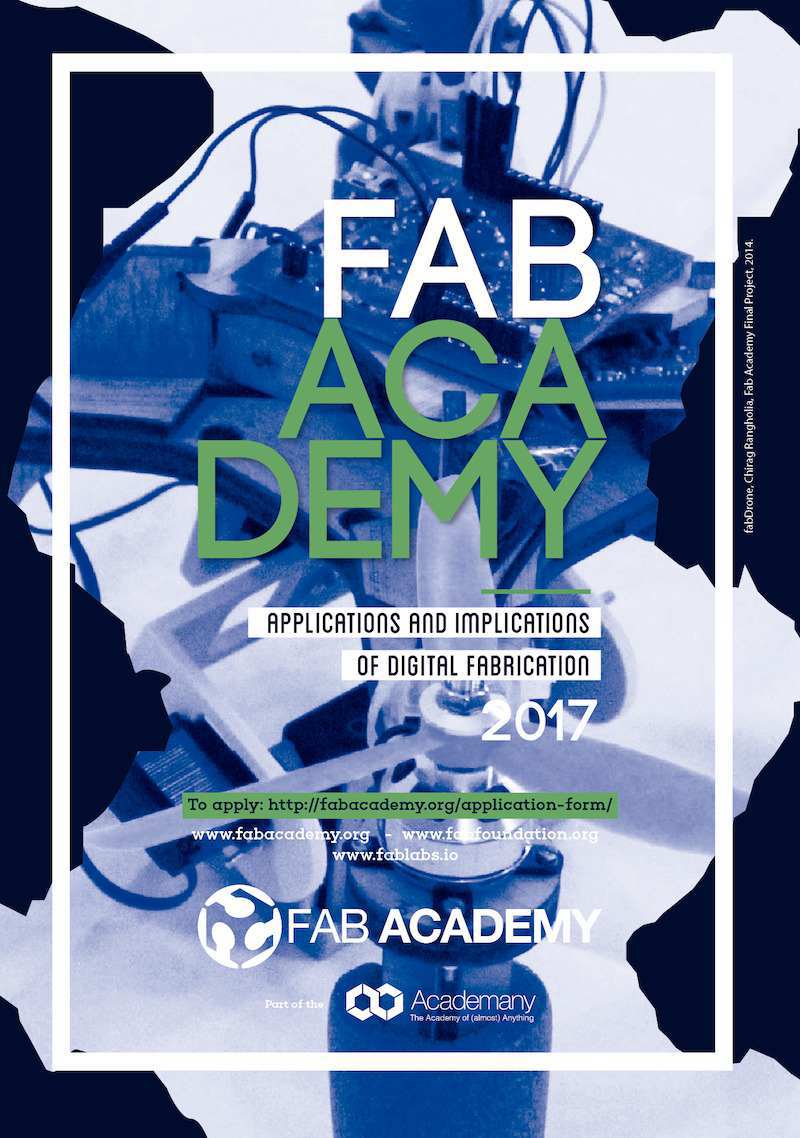 FAB
ACA
DEMY
APPLICATIONS AND IMPLICATIONS
OF DIGITAL FABRICATION
2017
To apply: http://fabacademy.org/application-form/
www.fabacademy.org - www.fabfoundation.org
www.fablabs.io
FAB ACADEMY
Part of the
Academany
The Academy of (almost) Anything
fabDrone, Chirag Rangholia, Fab Academy Final Project, 2014.